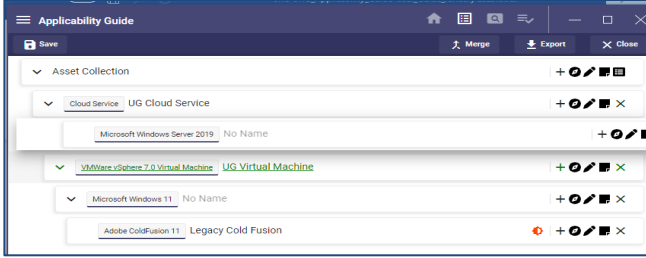 Applicability Guide
Save Merge Export Close
Asset Collection
Cloud Service UG Cloud Service
Microsoft Windows Server 2019 No Name
VMWare vSphere 7.0 Virtual Machine UG Virtual Machine
Microsoft Windows 11 No Name
Adobe ColdFusion 11 Legacy Cold Fusion